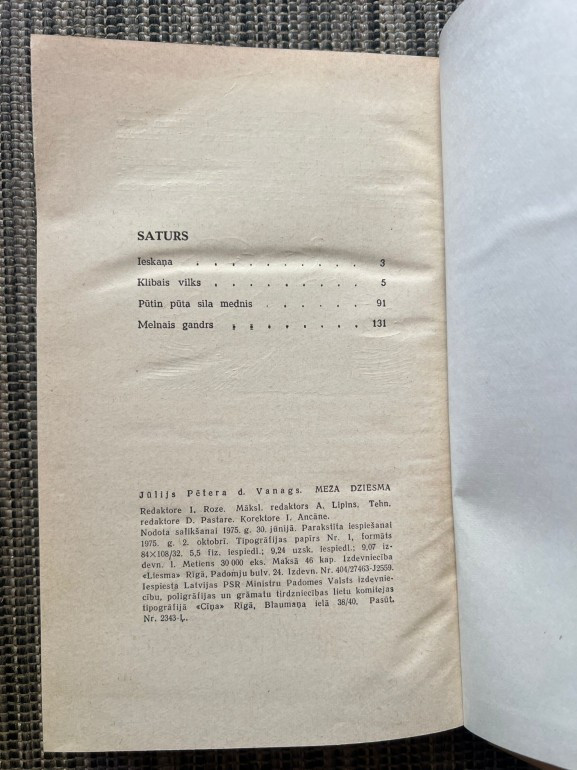 SATURS
Ieskaņa . . . . . . . . . . 3
Klibais vilks . . . . . . . . . 5
Pūtin pūta sila mednis . . . . . . 91
Melnais gandrs . . . . . . . . 131
Jūlijs Pētera d. Vanags. MEŽA DZIESMA
Redaktore I. Roze. Māksl. redaktors A. Lipins. Tehn.
redaktore D. Pastare. Korektore I. Ancāne.
Nodota salikšanai 1975. g. 30. jūnijā. Parakstīta iespiešanai
1975. g. 2. oktobrī. Tipogrāfijas papīrs Nr. 1, formāts
84×108/32. 5,5 fiz. iespiedl.; 9,24 uzsk. iespiedl.; 9,07 iz-
devn. l. Metiens 30 000 eks. Maksā 46 kap. Izdevniecība
«Liesma» Rīgā, Padomju bulv. 24. Izdevn. Nr. 404/27463-J2559.
Iespiesta Latvijas PSR Ministru Padomes Valsts izdevnie-
cību, poligrāfijas un grāmatu tirdzniecības lietu komitejas
tipogrāfijā «Cīņa» Rīgā, Blaumaņa ielā 38/40. Pasūt.
Nr. 2343-Ļ.